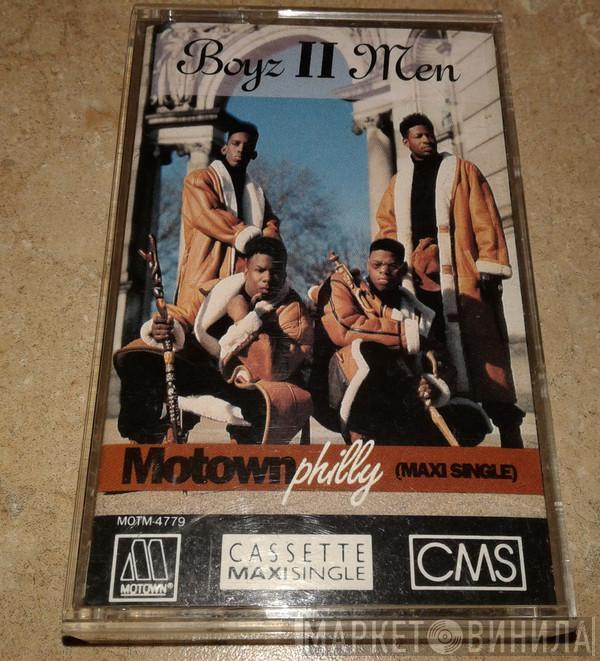 Boyz II Men
Motownphilly (MAXI SINGLE)
MOTM-4779
MOTOWN®
CASSETTE
MAXISINGLE
CMS
МАРКЕТ ВИНИЛА